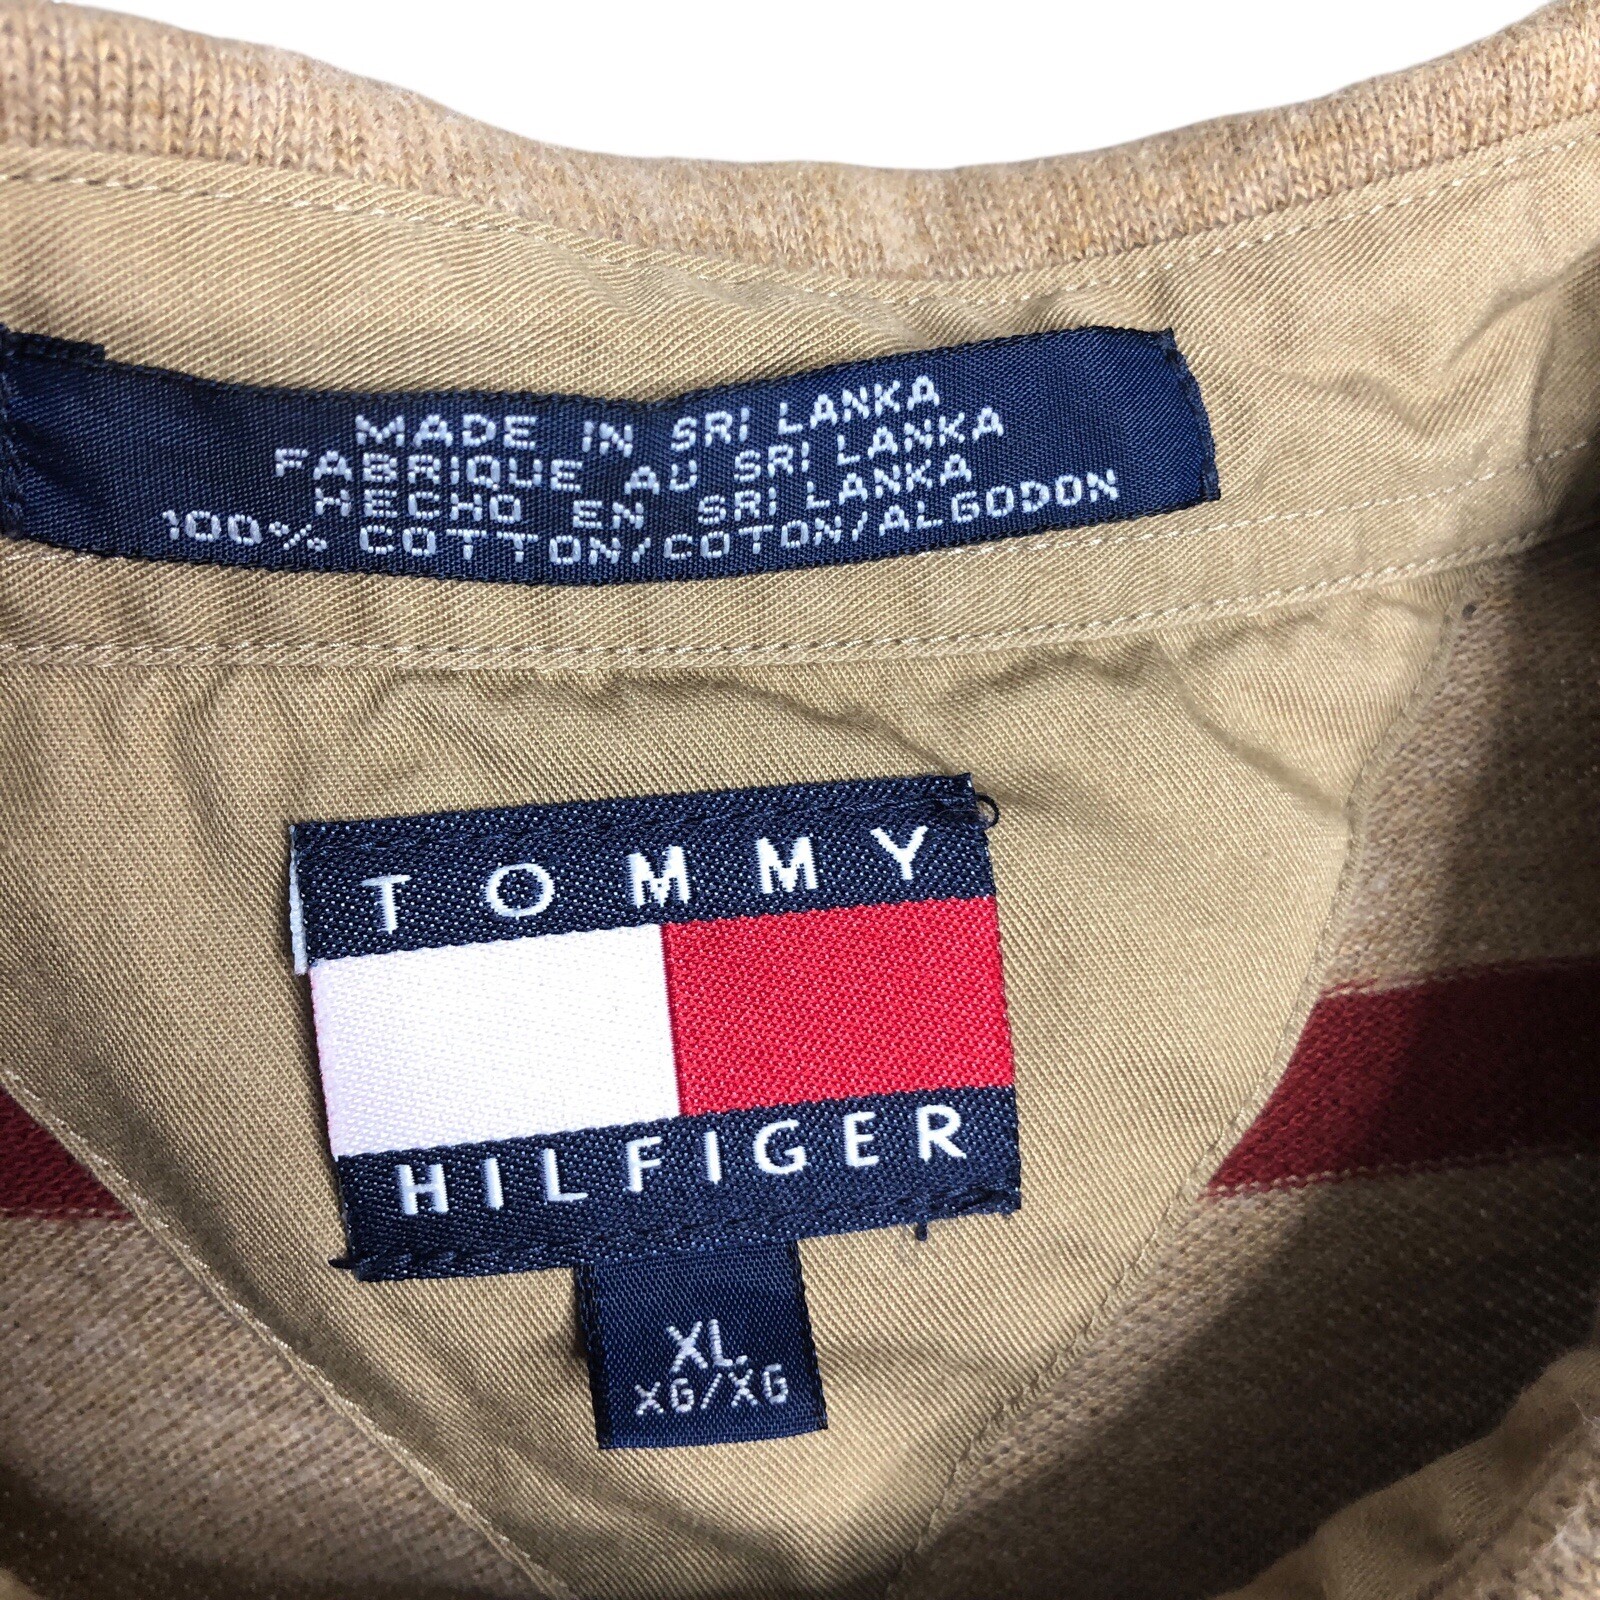 MADE IN SRI LANKA
FABRIQUE AU SRI LANKA
HECHO EN SRI LANKA
100% COTTON/COTON/ALGODON
TOMMY
HILFIGER
XL
XG/XG